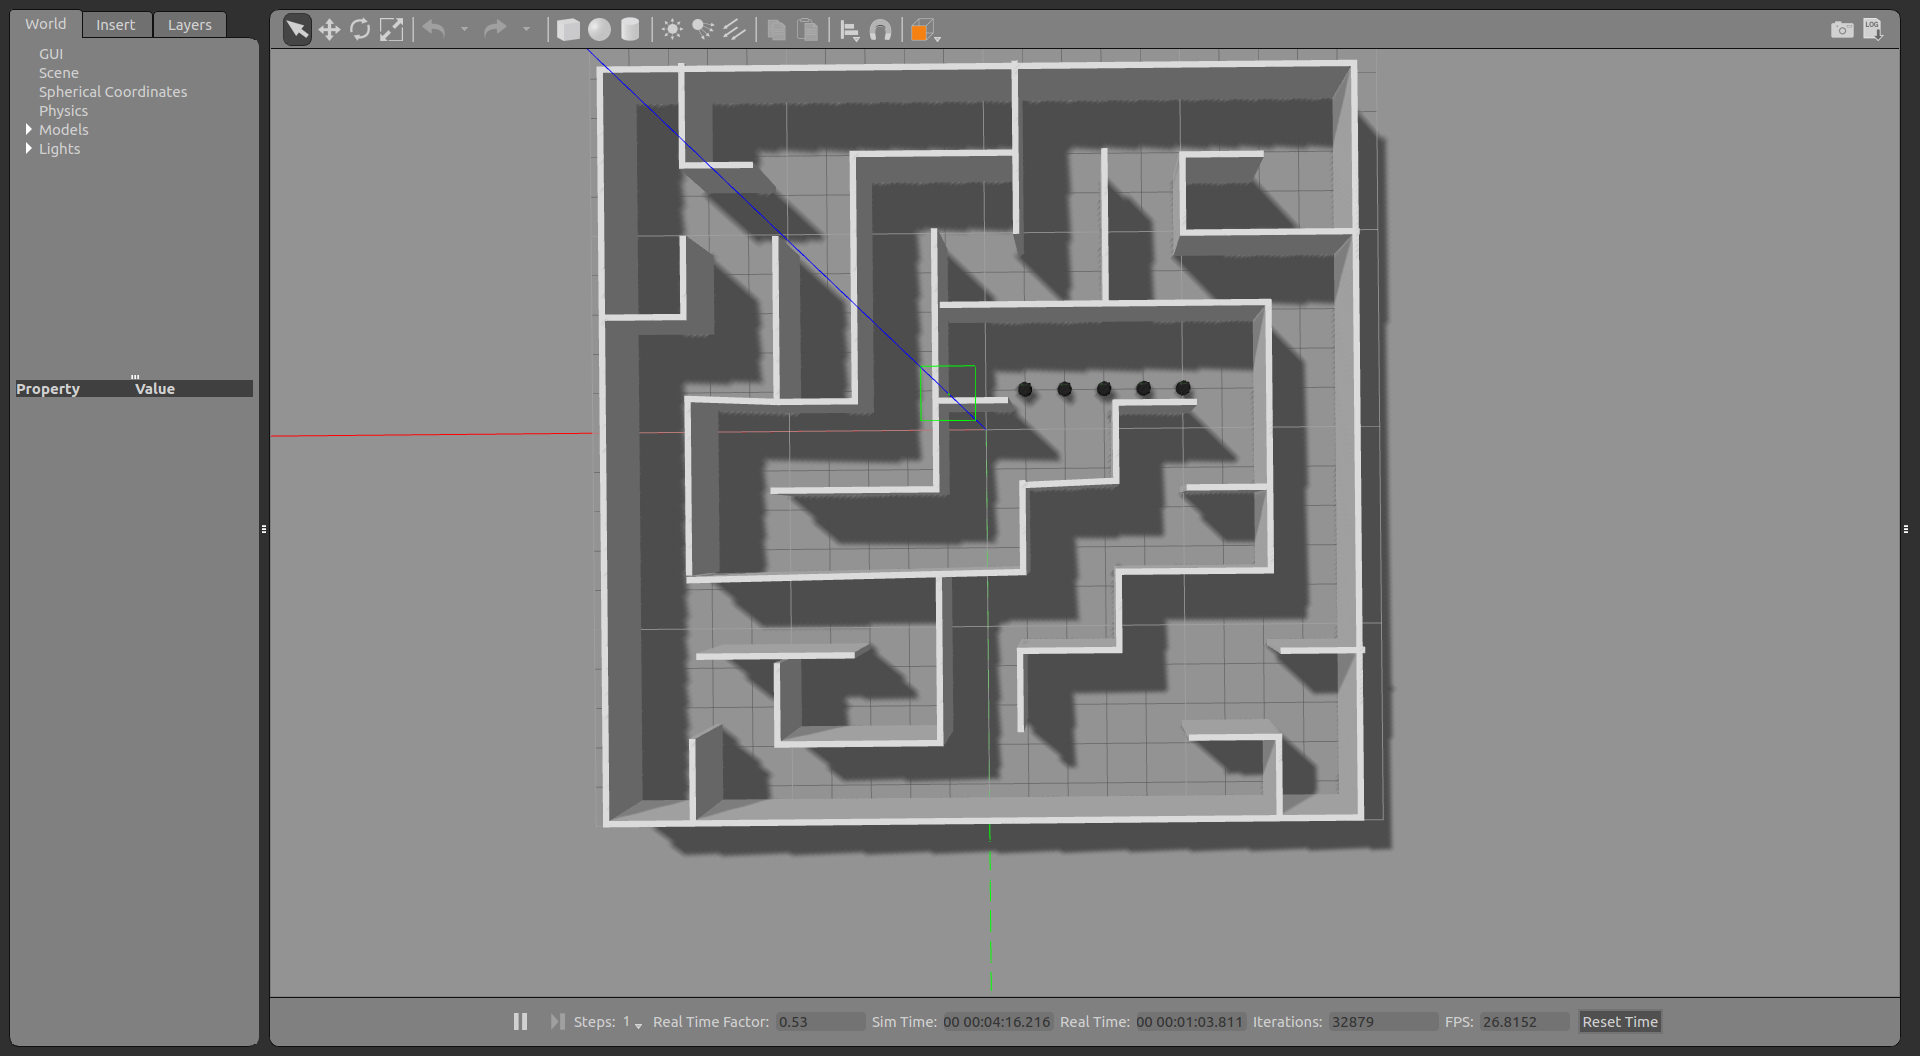 World Insert Layers
GUI
Scene
Spherical Coordinates
Physics
Models
Lights
Property Value
LOG
Steps: 1 Real Time Factor: 0.53 Sim Time: 00 00:04:16.216 Real Time: 00 00:01:03.811 Iterations: 32879 FPS: 26.8152 Reset Time